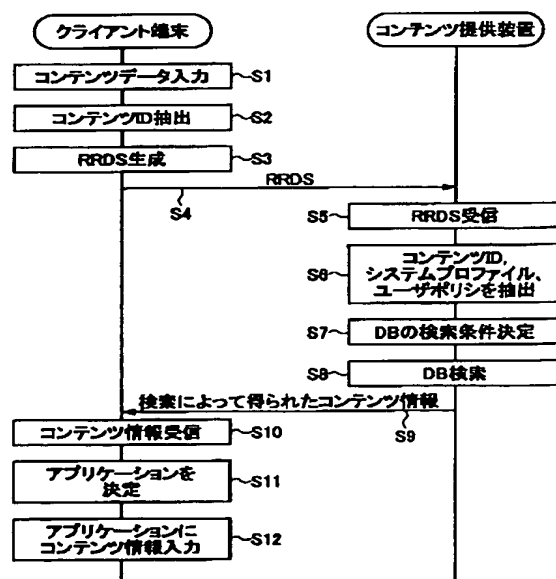 クライアント端末
コンテンツ提供装置
コンテンツデータ入力
S1
コンテンツID抽出
S2
RRDS生成
S3
RRDS
S4
S5
RRDS受信
S6
コンテンツID,
システムプロファイル、
ユーザポリシを抽出
S7
DBの検索条件決定
S8
DB検索
検索によって得られたコンテンツ情報
S9
コンテンツ情報受信
S10
アプリケーションを
決定
S11
アプリケーションに
コンテンツ情報入力
S12